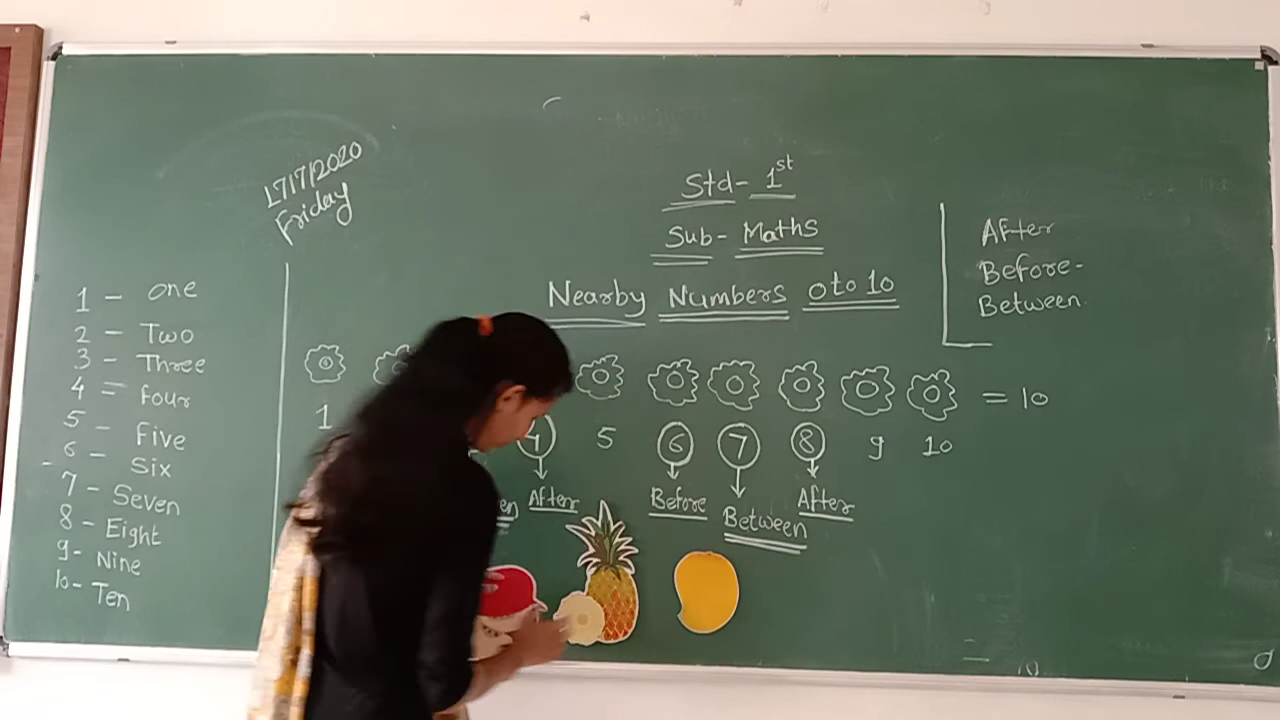 17/7/2020
Friday
Std- 1st
Sub- Maths
Nearby Numbers 0 to 10
After
Before-
Between
1 - one
2 - Two
3 - Three
4 = Four
5 - Five
6 - Six
7 - Seven
8 - Eight
9- Nine
10- Ten
= 10
1 4 5 6 7 8 9 10
After Before Between After